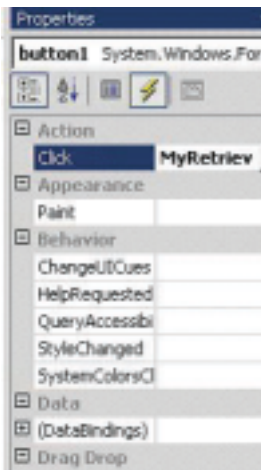 Properties
button1 System.Windows.For
Action
Click MyRetriev
Appearance
Paint
Behavior
ChangeUICues
HelpRequested
QueryAccessibi
StyleChanged
SystemColorsCl
Data
(DataBindings)
Drag Drop